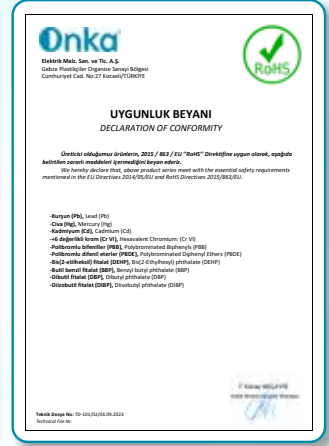 Onka
Elektrik Malz. San. ve Tic. A.Ş.
Gebze Plastikçiler Organize Sanayi Bölgesi
Cumhuriyet Cad. No:27 Kocaeli/TÜRKİYE
RoHS
UYGUNLUK BEYANI
DECLARATION OF CONFORMITY
Üreticisi olduğumuz ürünlerin, 2015 / 863 / EU "RoHS" Direktifine uygun olarak, aşağıda
belirtilen zararlı maddeleri içermediğini beyan ederiz.
We hereby declare that, above product series meet with the essential safety requirements
mentioned in the EU Directives 2014/95/EU and RoHS Directives 2015/863/EU.
-Kurşun (Pb), Lead (Pb)
-Civa (Hg), Mercury (Hg)
-Kadmiyum (Cd), Cadmium (Cd)
-+6 değerlikli krom (Cr VI), Hexavalent Chromium: (Cr VI)
-Polibromlu bifeniller (PBB), Polybrominated Biphenyls (PBB)
-Polibromlu difenil eterler (PBDE), Polybrominated Diphenyl Ethers (PBDE)
-Bis(2-etilheksil) fitalat (DEHP), Bis(2-Ethylhexyl) phthalate (DEHP)
-Butil benzil fitalat (BBP), Benzyl butyl phthalate (BBP)
-Dibutil fitalat (DBP), Dibutyl phthalate (DBP)
-Diizobutil fitalat (DIBP), Diisobutyl phthalate (DIBP)
Teknik Dosya No: TD-101/02/04.09.2023
Technical File Nr.